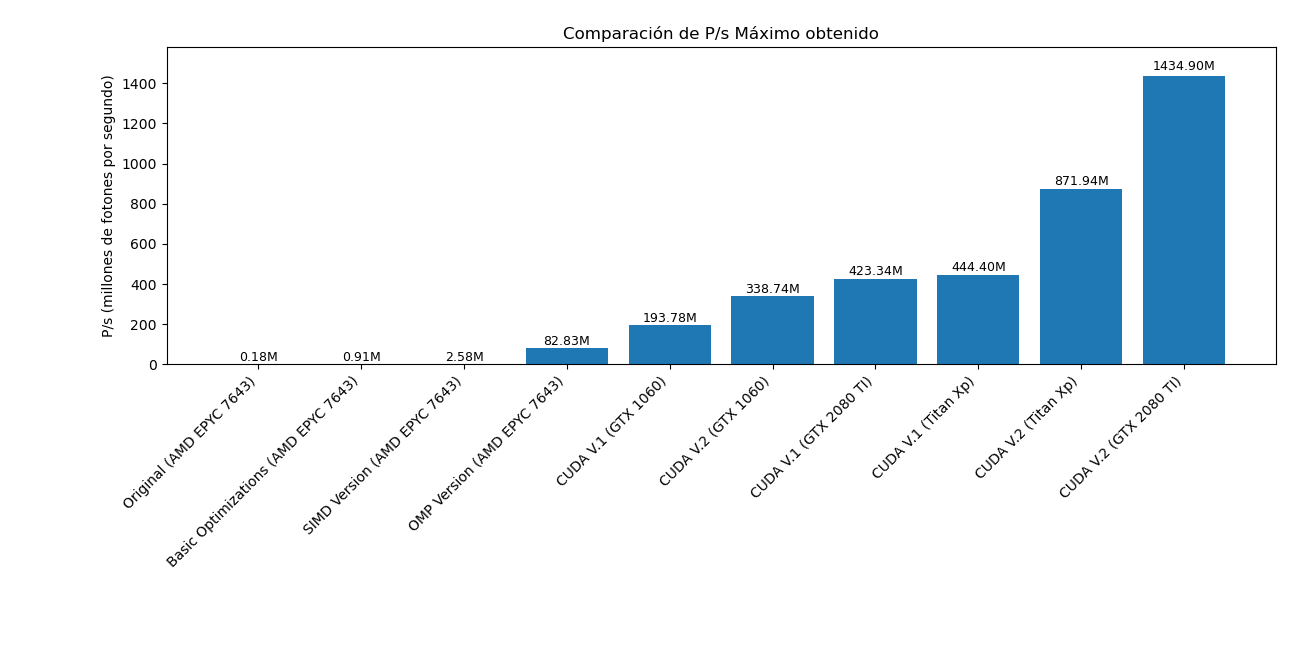 Comparación de P/s Máximo obtenido
P/s (millones de fotones por segundo)
1400
1200
1000
800
600
400
200
0
0.18M
0.91M
2.58M
82.83M
193.78M
338.74M
423.34M
444.40M
871.94M
1434.90M
Original (AMD EPYC 7643)
Basic Optimizations (AMD EPYC 7643)
SIMD Version (AMD EPYC 7643)
OMP Version (AMD EPYC 7643)
CUDA V.1 (GTX 1060)
CUDA V.2 (GTX 1060)
CUDA V.1 (GTX 2080 TI)
CUDA V.1 (Titan Xp)
CUDA V.2 (Titan Xp)
CUDA V.2 (GTX 2080 TI)